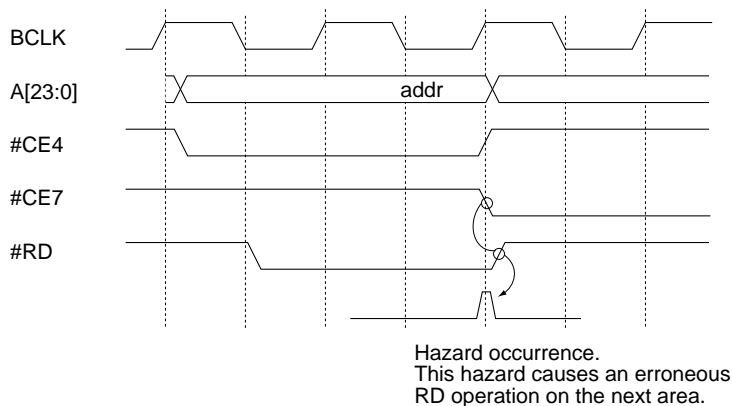 BCLK
A[23:0]
addr
#CE4
#CE7
#RD
Hazard occurrence.
This hazard causes an erroneous
RD operation on the next area.